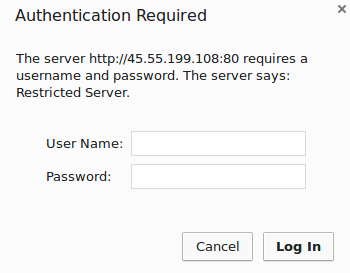 Authentication Required
The server http://45.55.199.108:80 requires a
username and password. The server says:
Restricted Server.
User Name:
Password:
Cancel
Log In